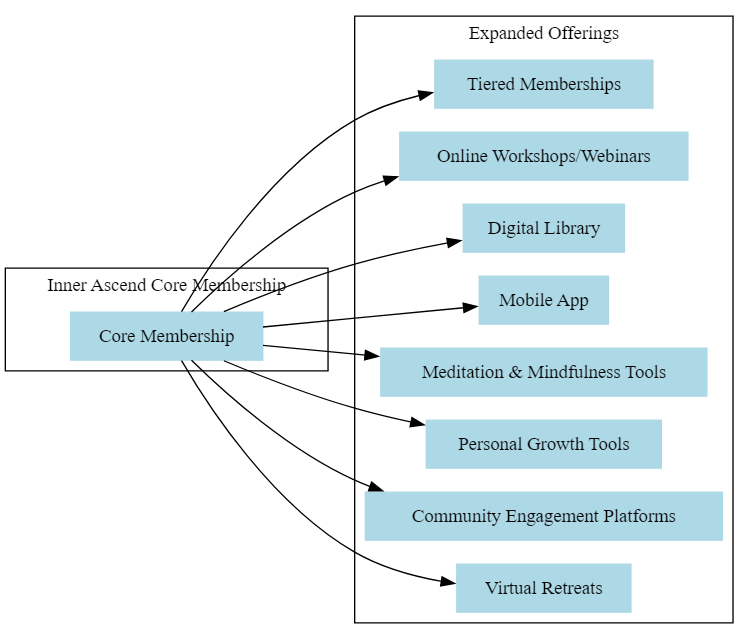 Expanded Offerings
Tiered Memberships
Online Workshops/Webinars
Digital Library
Inner Ascend Core Membership
Mobile App
Core Membership
Meditation & Mindfulness Tools
Personal Growth Tools
Community Engagement Platforms
Virtual Retreats